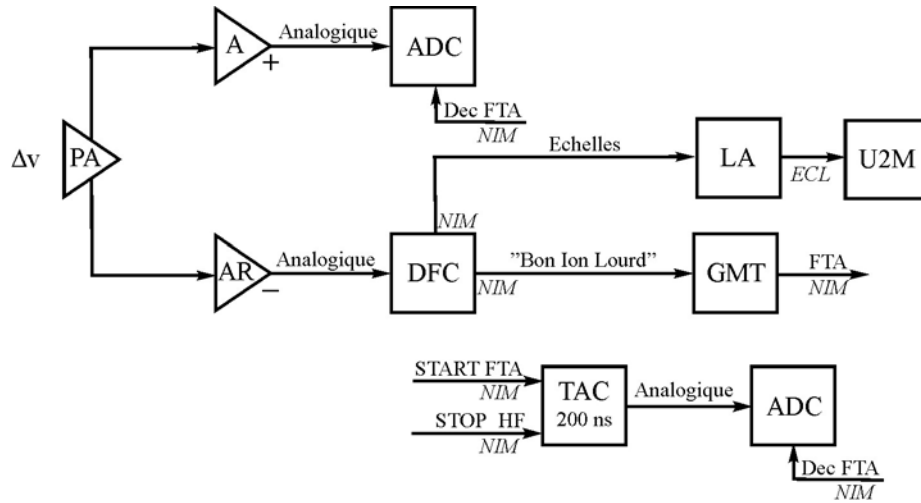 A
+
Analogique
ADC
Dec FTA
NIM
Δv
PA
Echelles
LA
ECL
U2M
NIM
AR
−
Analogique
DFC
NIM
”Bon Ion Lourd”
GMT
FTA
NIM
START FTA
NIM
STOP HF
NIM
TAC
200 ns
Analogique
ADC
Dec FTA
NIM